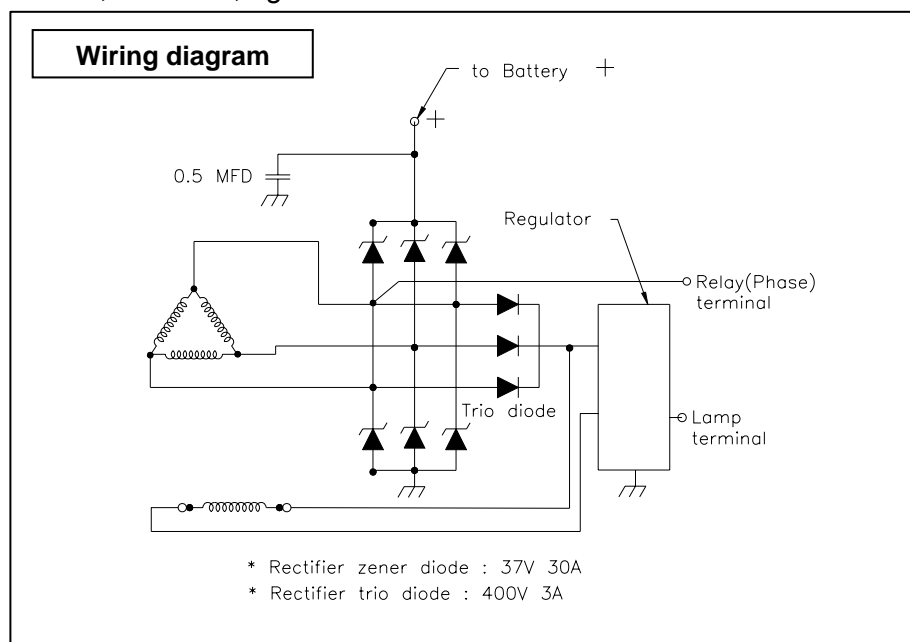 Wiring diagram
to Battery +
+
0.5 MFD
Regulator
Relay(Phase)
terminal
Trio diode
Lamp
terminal
* Rectifier zener diode : 37V 30A
* Rectifier trio diode : 400V 3A